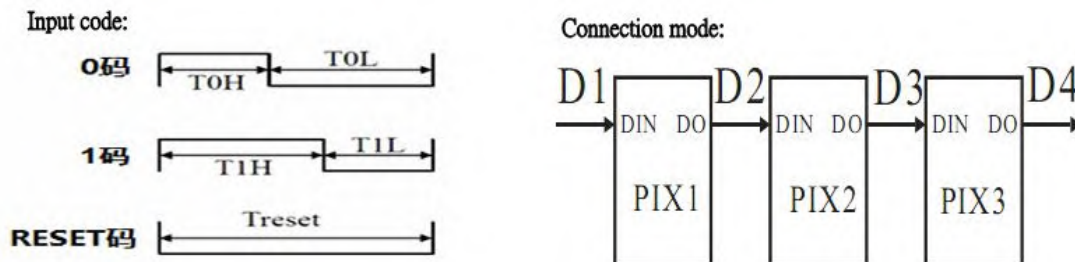 Input code:
0码
T0H
T0L
1码
T1H
T1L
RESET码
Treset
Connection mode:
D1
D2
D3
D4
DIN DO
DIN DO
DIN DO
PIX1
PIX2
PIX3